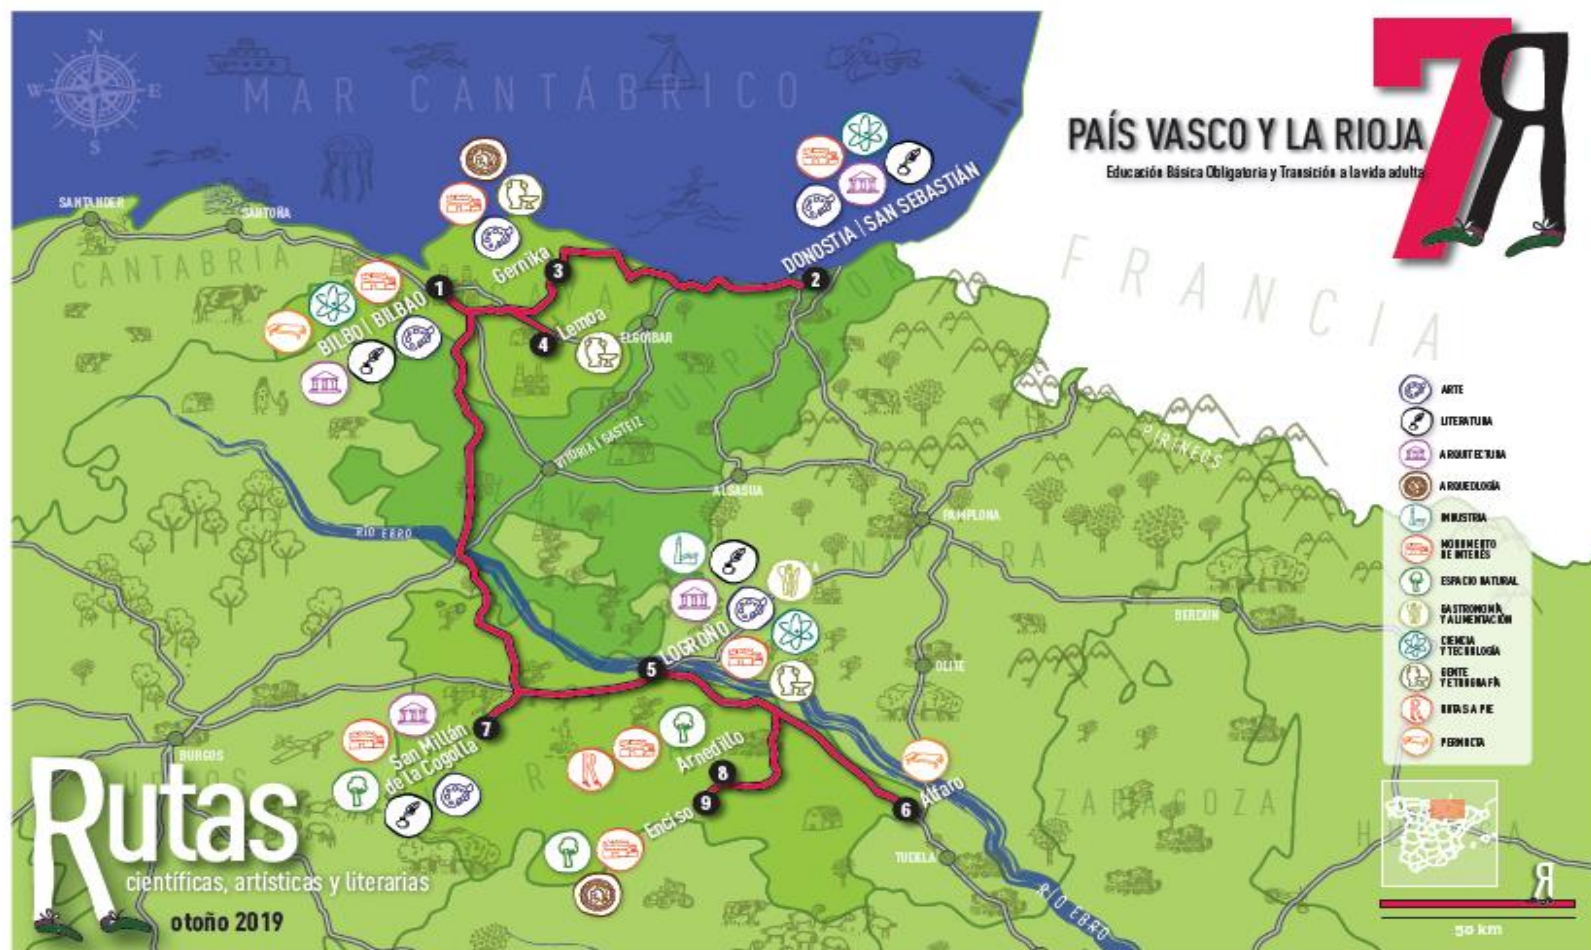 N
W
E
S
MAR CANTÁBRICO
7
PAÍS VASCO Y LA RIOJA
Educación Básica Obligatoria y Transición a la vida adulta
SANTANDER
SANTOÑA
CANTABRIA
FRANCIA
DONOSTIA | SAN SEBASTIÁN
2
Gernika
3
1
BILBO | BILBAO
Lemoa
4
ELGOIBAR
VITORIA | GASTEIZ
ALSASUA
PAMPLONA
NAVARRA
PIRINEOS
BERDUN
OLITE
RÍO EBRO
ARTE
LITERATURA
ARQUITECTURA
ARQUEOLOGÍA
INDUSTRIA
MONUMENTO
DE INTERÉS
ESPACIO NATURAL
GASTRONOMÍA
Y ALIMENTACIÓN
CIENCIA
Y TECNOLOGÍA
GENTE
Y ETNOGRAFÍA
RUTAS A PIE
PERNOCTA
5
LOGROÑO
7
San Millán
de la Cogolla
8
Arnedillo
9
Enciso
6
Alfaro
TUDELA
ZARAGOZA
RÍO EBRO
BURGOS
BURGOS
Rutas
científicas, artísticas y literarias
otoño 2019
50 km